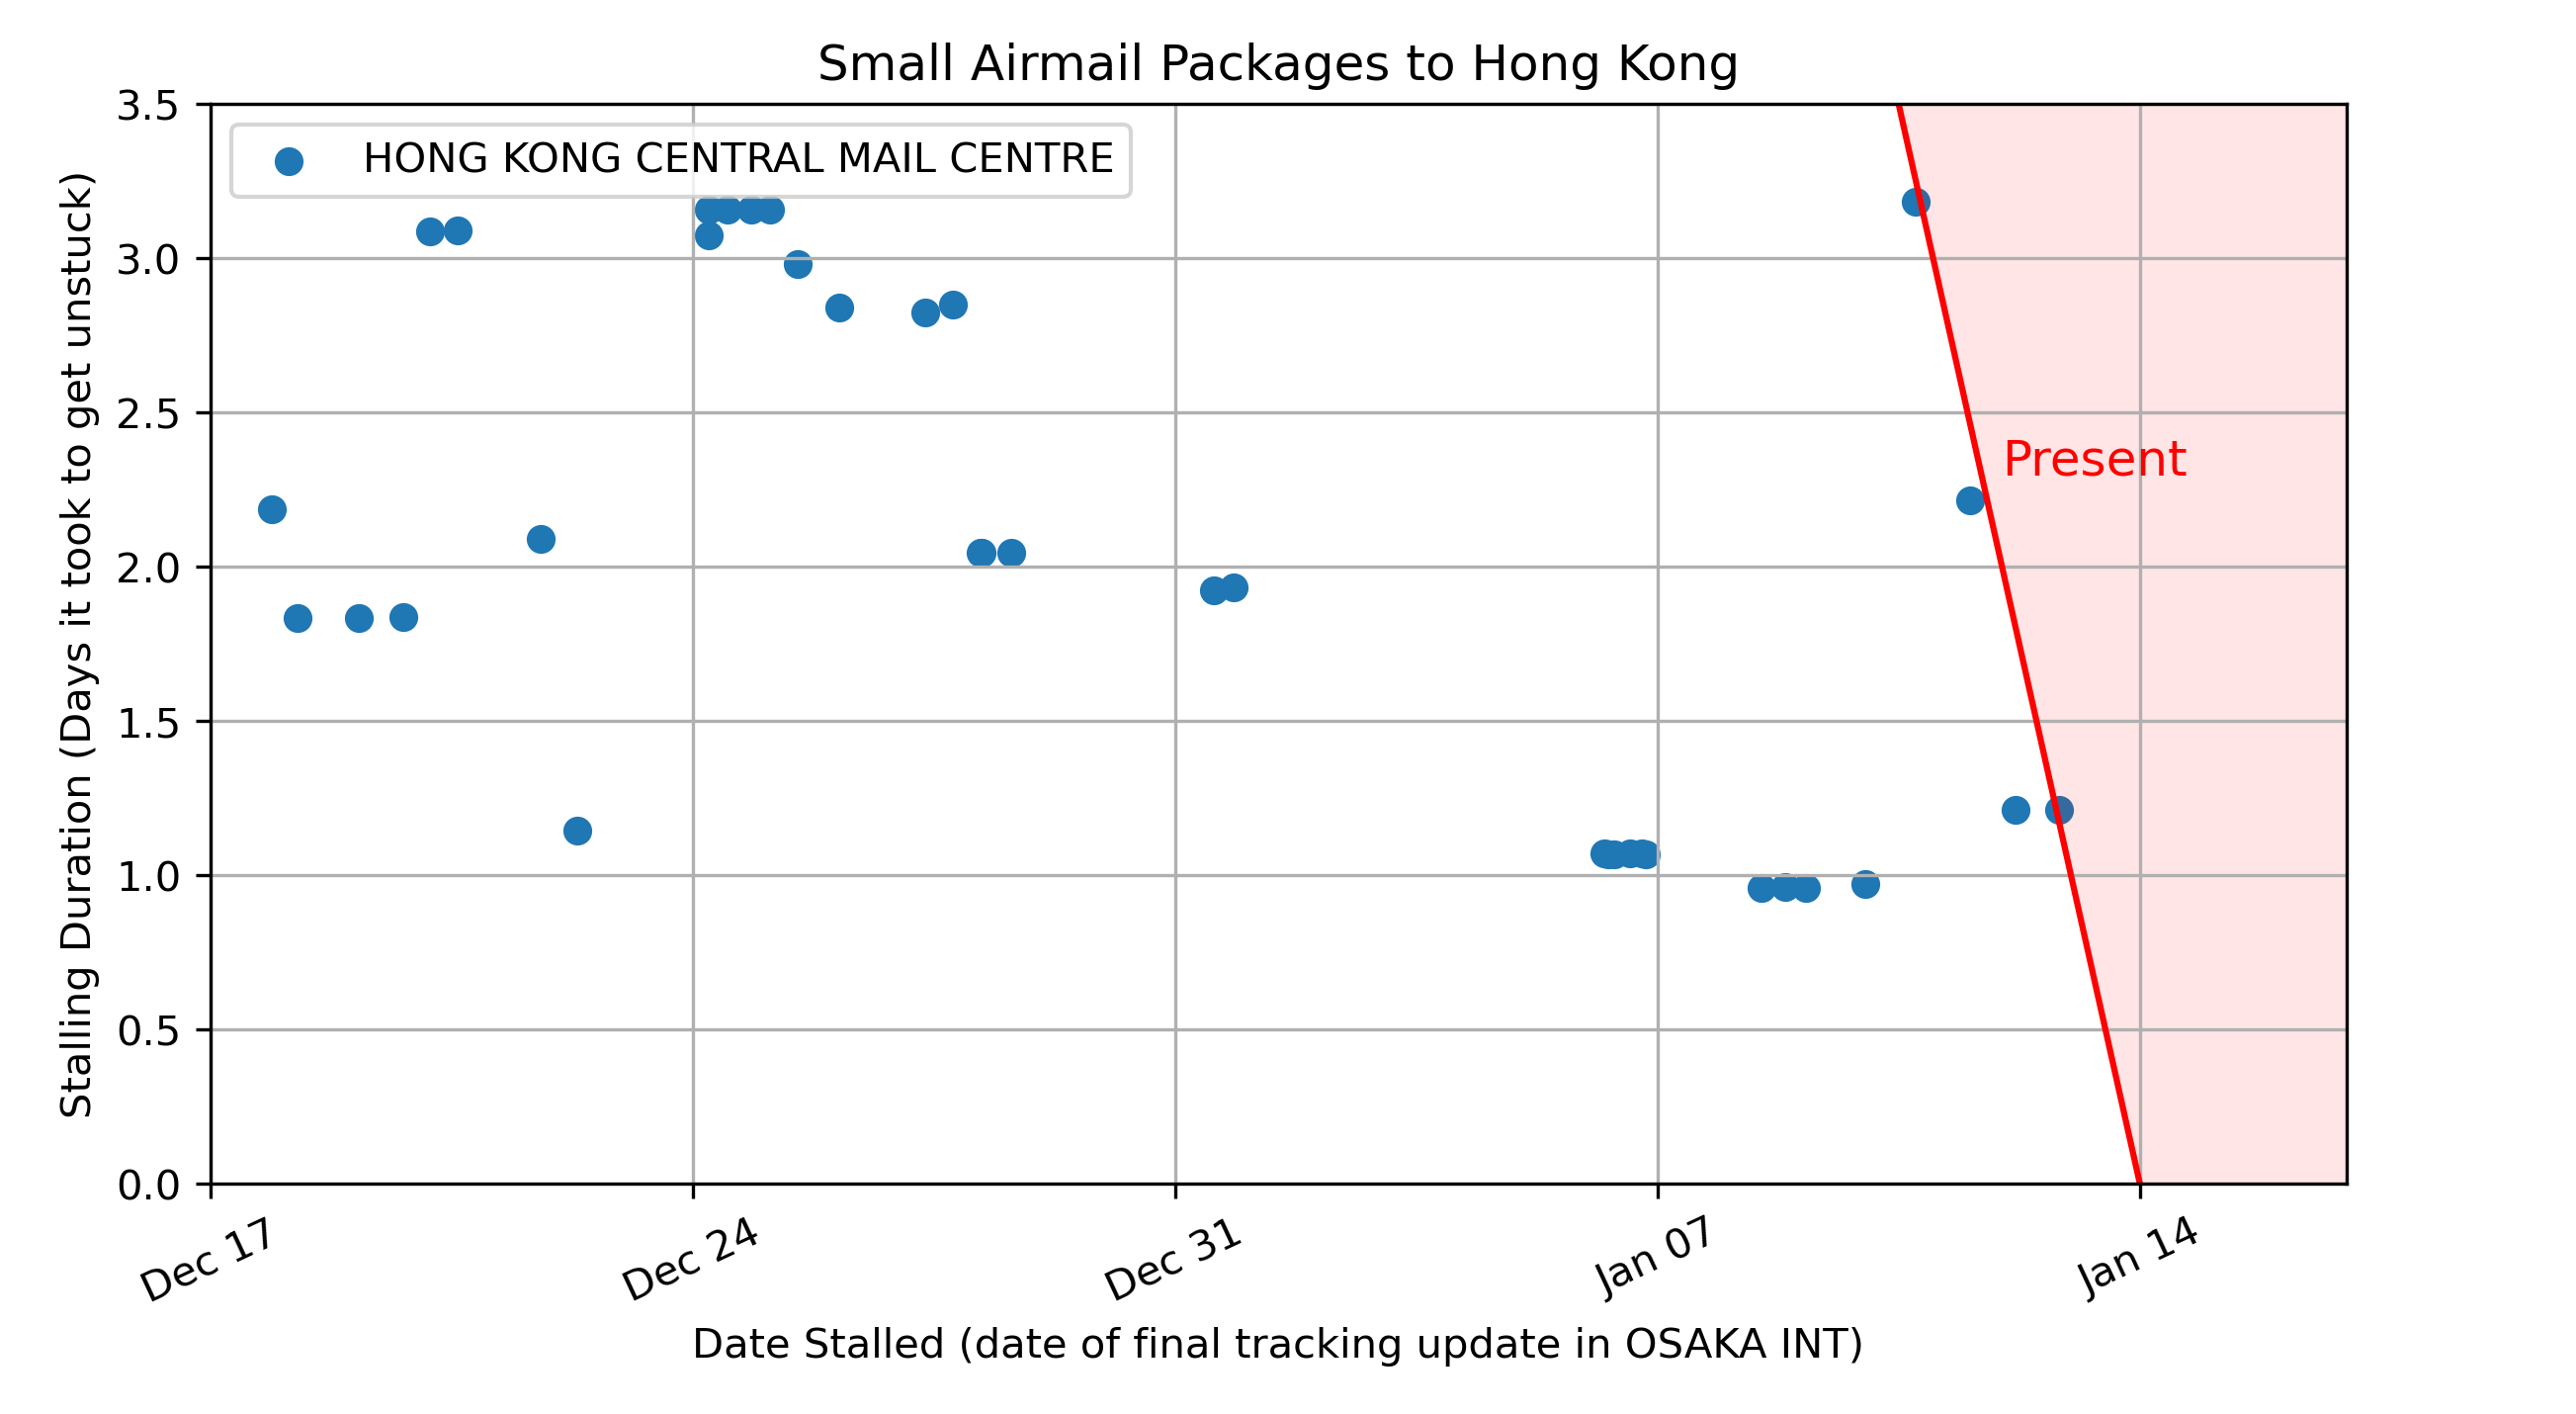 Small Airmail Packages to Hong Kong
HONG KONG CENTRAL MAIL CENTRE
3.5
3.0
2.5
2.0
1.5
1.0
0.5
0.0
Stalling Duration (Days it took to get unstuck)
Present
Dec 17
Dec 24
Dec 31
Jan 07
Jan 14
Date Stalled (date of final tracking update in OSAKA INT)